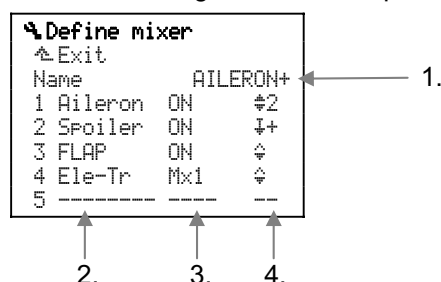 Define mixer
Exit
Name AILERON+ 1.
1 Aileron ON 2
2 Spoiler ON +
3 FLAP ON
4 Ele-Tr Mx1
5 -------- ---- --
2. 3. 4.